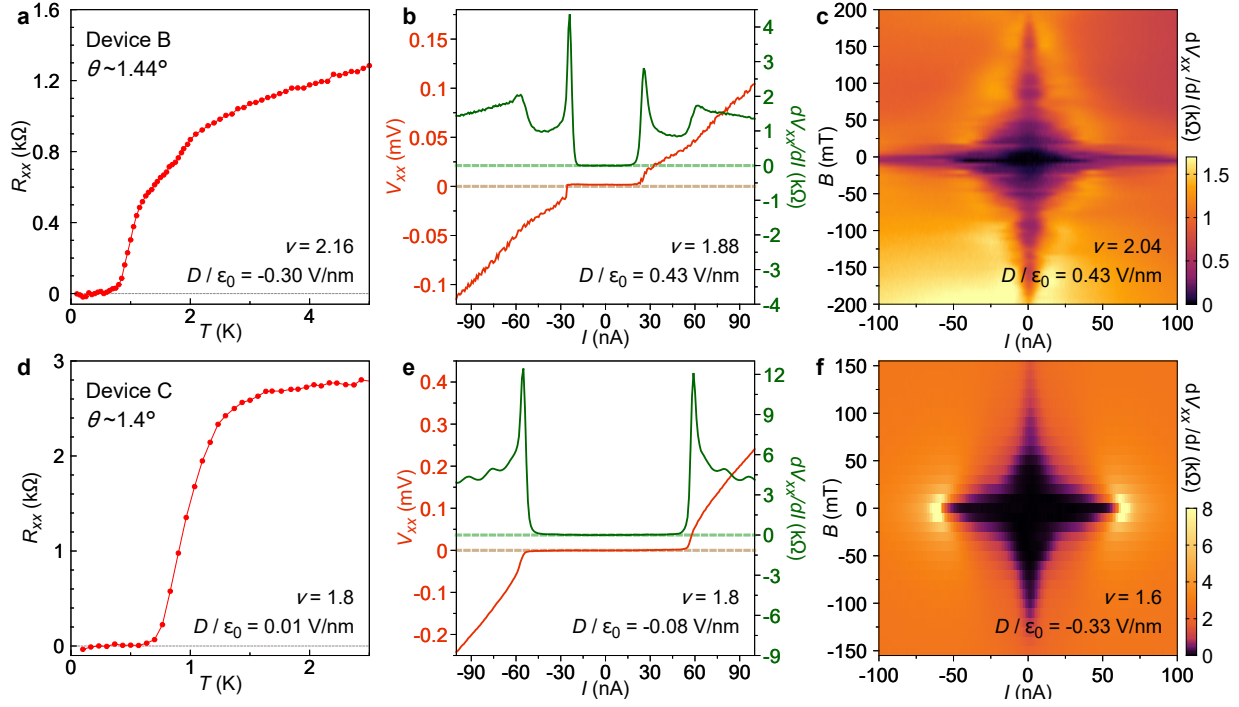 a
1.6
1.2
0.8
0.4
0
Rxx (kΩ)
Device B
θ ~1.44°
ν = 2.16
D / ε0 = -0.30 V/nm
0
2
4
T (K)
b
0.15
0.1
0.05
0
-0.05
-0.1
Vxx (mV)
4
3
2
1
0
-1
-2
-3
-4
dVxx/dI (kΩ)
ν = 1.88
D / ε0 = 0.43 V/nm
-90
-60
-30
0
30
60
90
I (nA)
c
200
150
100
50
0
-50
-100
-150
-200
B (mT)
ν = 2.04
D / ε0 = 0.43 V/nm
-100
-50
0
50
100
I (nA)
dVxx / dI (kΩ)
1.5
1
0.5
0
d
3
2
1
0
Rxx (kΩ)
Device C
θ ~1.4°
ν = 1.8
D / ε0 = 0.01 V/nm
0
1
2
T (K)
e
0.4
0.3
0.2
0.1
0
-0.1
-0.2
Vxx (mV)
12
9
6
3
0
-3
-6
-9
dVxx/dI (kΩ)
ν = 1.8
D / ε0 = -0.08 V/nm
-90
-60
-30
0
30
60
90
I (nA)
f
150
100
50
0
-50
-100
-150
B (mT)
ν = 1.6
D / ε0 = -0.33 V/nm
-100
-50
0
50
100
I (nA)
dVxx / dI (kΩ)
8
6
4
2
0